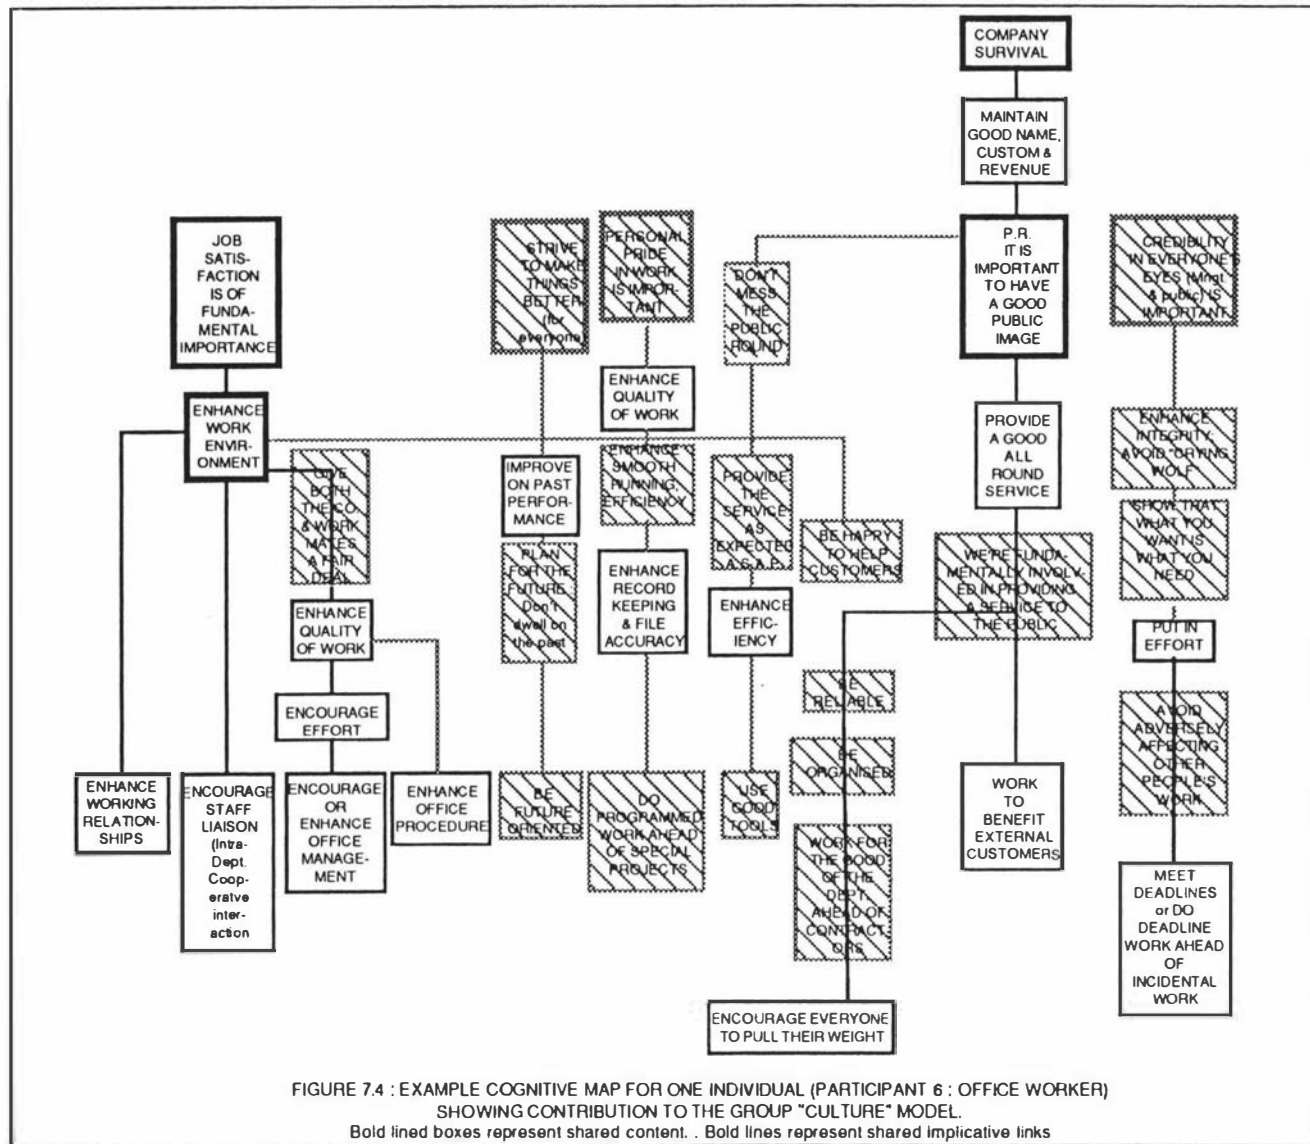 COMPANY
SURVIVAL
MAINTAIN
GOOD NAME,
CUSTOM &
REVENUE
JOB
SATIS-
FACTION
IS OF
FUNDA-
MENTAL
IMPORTANCE
STRIVE
TO MAKE
THINGS
BETTER
(for
everyone)
PERSONAL
PRIDE
IN WORK
IS IMPOR-
TANT
DON'T
MESS
THE
PUBLIC
ROUND
P.R.
IT IS
IMPORTANT
TO HAVE
A GOOD
PUBLIC
IMAGE
CREDIBILITY
IN EVERYONE'S
EYES (Mngt
& public) IS
IMPORTANT
ENHANCE
WORK
ENVIR-
ONMENT
GIVE
BOTH
THE CO.
& WORK
MATES
A FAIR
DEAL
IMPROVE
ON PAST
PERFOR-
MANCE
ENHANCE
QUALITY
OF WORK
ENHANCE
SMOOTH
RUNNING,
EFFICIENCY
PROVIDE
THE
SERVICE
AS
EXPECTED
A.S.A.P.
BE HAPPY
TO HELP
CUSTOMERS
PROVIDE
A GOOD
ALL
ROUND
SERVICE
ENHANCE
INTEGRITY;
AVOID "CRYING
WOLF"
SHOW THAT
WHAT YOU
WANT IS
WHAT YOU
NEED
ENHANCE
QUALITY
OF WORK
PLAN
FOR THE
FUTURE:
Don't
dwell on
the past
ENHANCE
RECORD
KEEPING
& FILE
ACCURACY
ENHANCE
EFFIC-
IENCY
WE'RE FUNDA-
MENTALLY INVOLV-
ED IN PROVIDING
A SERVICE TO
THE PUBLIC
PUT IN
EFFORT
ENCOURAGE
EFFORT
BE
RELIABLE
AVOID
ADVERSELY
AFFECTING
OTHER
PEOPLE'S
WORK
ENHANCE
WORKING
RELATION-
SHIPS
ENCOURAGE
STAFF
LIAISON
(Intra-
Dept.
Coop-
eratve
inter-
action
ENCOURAGE
OR
ENHANCE
OFFICE
MANAGE-
MENT
ENHANCE
OFFICE
PROCEDURE
BE
FUTURE
ORIENTED
DO
PROGRAMMED
WORK AHEAD
OF SPECIAL
PROJECTS
USE
GOOD
TOOLS
BE
ORGANISED
WORK FOR
THE GOOD
OF THE
DEPT.
AHEAD OF
CONTRACT-
ORS
WORK
TO
BENEFIT
EXTERNAL
CUSTOMERS
MEET
DEADLINES
or DO
DEADLINE
WORK AHEAD
OF
INCIDENTAL
WORK
ENCOURAGE EVERYONE
TO PULL THEIR WEIGHT
FIGURE 7.4 : EXAMPLE COGNITIVE MAP FOR ONE INDIVIDUAL (PARTICIPANT 6 : OFFICE WORKER)
SHOWING CONTRIBUTION TO THE GROUP "CULTURE" MODEL.
Bold lined boxes represent shared content. . Bold lines represent shared implicative links